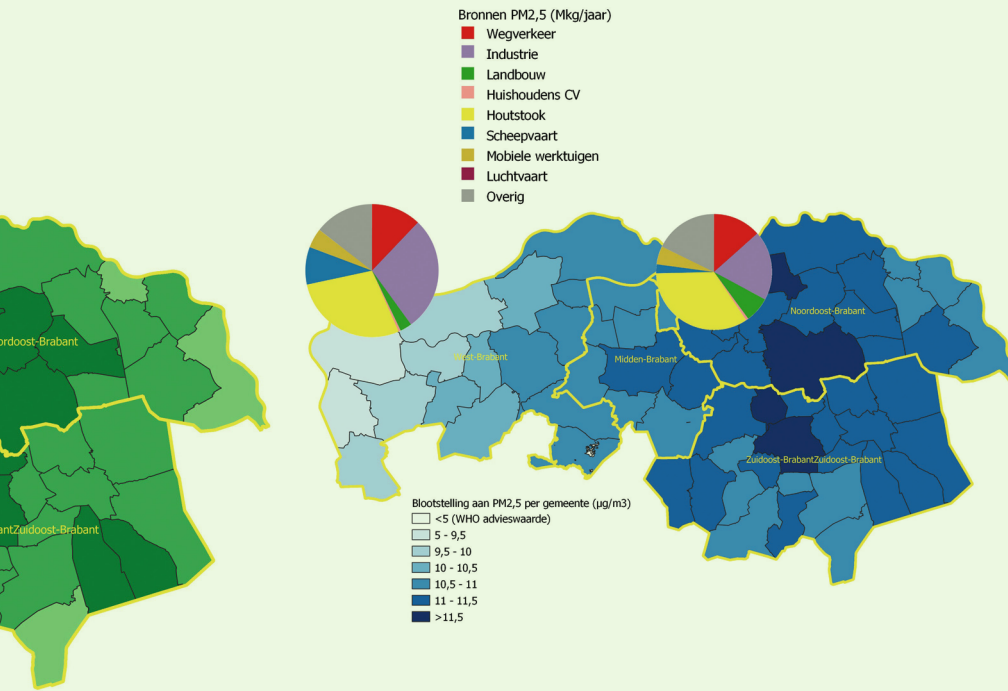 Bronnen PM2,5 (Mkg/jaar)
Wegverkeer
Industrie
Landbouw
Huishoudens CV
Houtstook
Scheepvaart
Mobiele werktuigen
Luchtvaart
Overig
ordoost-Brabant
antZuidoost-Brabant
West-Brabant
Midden-Brabant
Noordoost-Brabant
Zuidoost-BrabantZuidoost-Brabant
Blootstelling aan PM2,5 per gemeente (µg/m3)
<5 (WHO advieswaarde)
5 - 9,5
9,5 - 10
10 - 10,5
10,5 - 11
11 - 11,5
>11,5